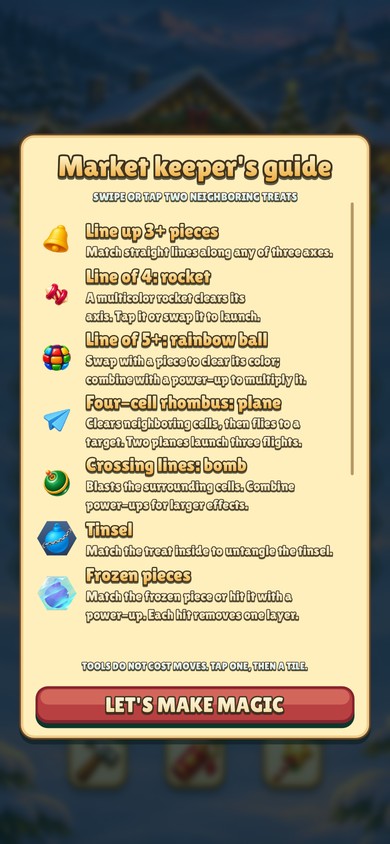 Market keeper's guide
SWIPE OR TAP TWO NEIGHBORING TREATS
Line up 3+ pieces
Match straight lines along any of three axes.
Line of 4: rocket
A multicolor rocket clears its
axis. Tap it or swap it to launch.
Line of 5+: rainbow ball
Swap with a piece to clear its color;
combine with a power-up to multiply it.
Four-cell rhombus: plane
Clears neighboring cells, then flies to a
target. Two planes launch three flights.
Crossing lines: bomb
Blasts the surrounding cells. Combine
power-ups for larger effects.
Tinsel
Match the treat inside to untangle the tinsel.
Frozen pieces
Match the frozen piece or hit it with a
power-up. Each hit removes one layer.
TOOLS DO NOT COST MOVES. TAP ONE, THEN A TILE.
LET'S MAKE MAGIC